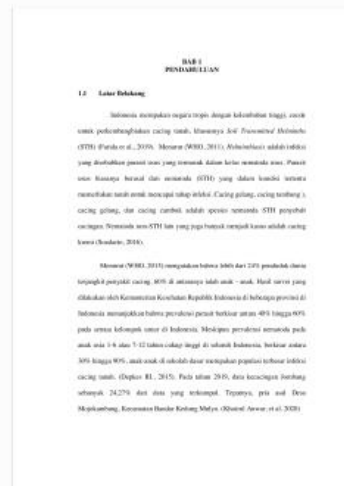 BAB 1
PENDAHULUAN
1.1 Latar Belakang
Indonesia merupakan negara tropis dengan kelembaban tinggi, cocok
untuk perkembangbiakan cacing tanah, khususnya Soil Transmitted Helminths
(STH) (Farida et al., 2019). Menurut (WHO, 2011), Helminthiasis adalah infeksi
yang disebabkan parasit usus yang termasuk dalam kelas nematoda usus. Parasit
usus biasanya berasal dari nematoda (STH) yang dalam kondisi tertentu
memerlukan tanah untuk mencapai tahap infeksi. Cacing gelang, cacing tambang ),
cacing gelang, dan cacing cambuk adalah spesies nematoda STH penyebab
cacingan. Nematoda non-STH lain yang juga banyak menjadi kasus adalah cacing
kremi (Soedarto, 2016).
Menurut (WHO, 2015) mengatakan bahwa lebih dari 24% penduduk dunia
terjangkit penyakit cacing, 60% di antaranya ialah anak - anak. Hasil survei yang
dilakukan oleh Kementerian Kesehatan Republik Indonesia di beberapa provinsi di
Indonesia menunjukkan bahwa prevalensi parasit berkisar antara 40% hingga 60%
pada semua kelompok umur di Indonesia. Meskipun prevalensi nematoda pada
anak usia 1-6 atau 7-12 tahun cukup tinggi di seluruh Indonesia, berkisar antara
30% hingga 90%, anak-anak di sekolah dasar merupakan populasi terbesar infeksi
cacing tanah. (Depkes RI., 2015). Pada tahun 2019, data kecacingan Jombang
sebanyak 24,27% dari data yang terkumpul. Tepatnya, pria asal Desa
Mojokambang, Kecamatan Bandar Kedung Mulyo. (Khoirul Anwar, et al. 2020)